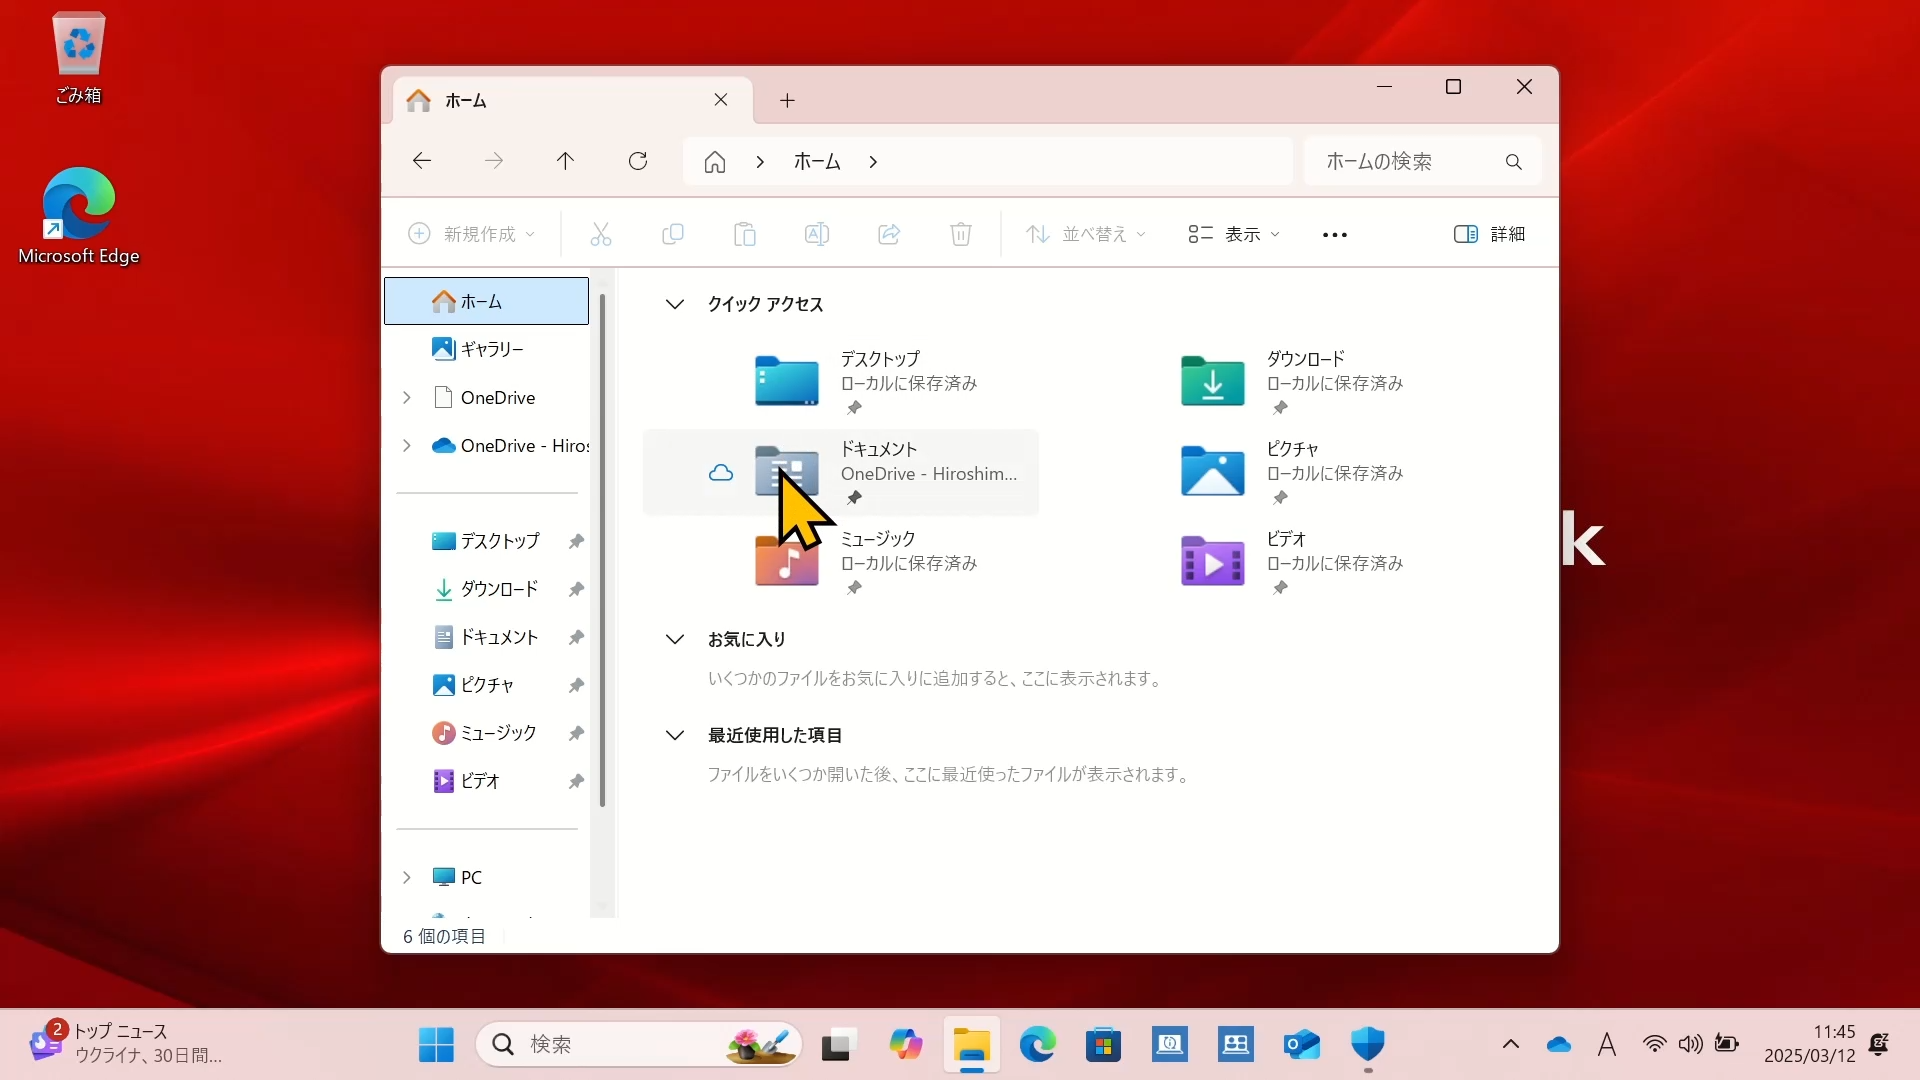 ごみ箱
Microsoft Edge
ホーム
ホーム
ホームの検索
新規作成
並べ替え
表示
詳細
ホーム
ギャラリー
OneDrive
OneDrive - Hiros
デスクトップ
ダウンロード
ドキュメント
ピクチャ
ミュージック
ビデオ
PC
クイック アクセス
デスクトップ
ローカルに保存済み
ダウンロード
ローカルに保存済み
ドキュメント
OneDrive - Hiroshim...
ピクチャ
ローカルに保存済み
ミュージック
ローカルに保存済み
ビデオ
ローカルに保存済み
お気に入り
いくつかのファイルをお気に入りに追加すると、ここに表示されます。
最近使用した項目
ファイルをいくつか開いた後、ここに最近使ったファイルが表示されます。
6 個の項目
k
2
トップ ニュース
ウクライナ、30日間...
検索
A
11:45
2025/03/12